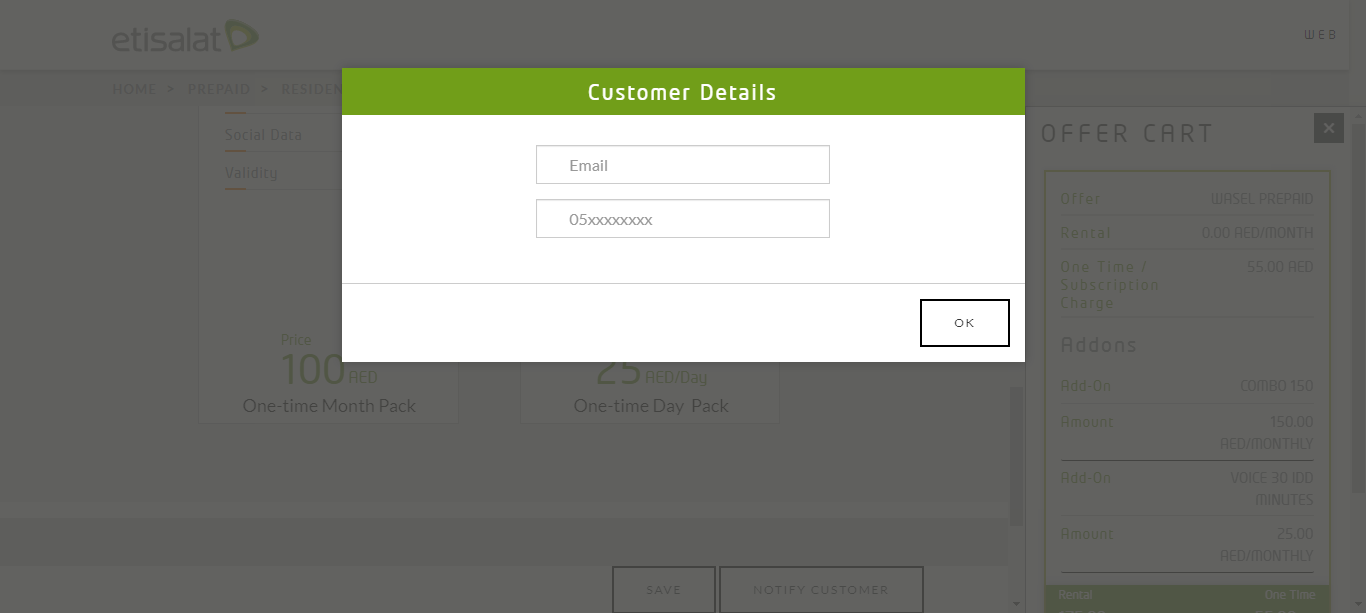 etisalat
WEB
HOME > PREPAID > RESIDEN
Customer Details
Email
05xxxxxxxx
OK
Social Data
Validity
Price
100 AED
One-time Month Pack
25 AED/Day
One-time Day Pack
SAVE
NOTIFY CUSTOMER
OFFER CART
×
Offer WASEL PREPAID
Rental 0.00 AED/MONTH
One Time / 55.00 AED
Subscription
Charge
Addons
Add-On COMBO 150
Amount 150.00
AED/MONTHLY
Add-On VOICE 30 IDD
MINUTES
Amount 25.00
AED/MONTHLY
Rental One Time